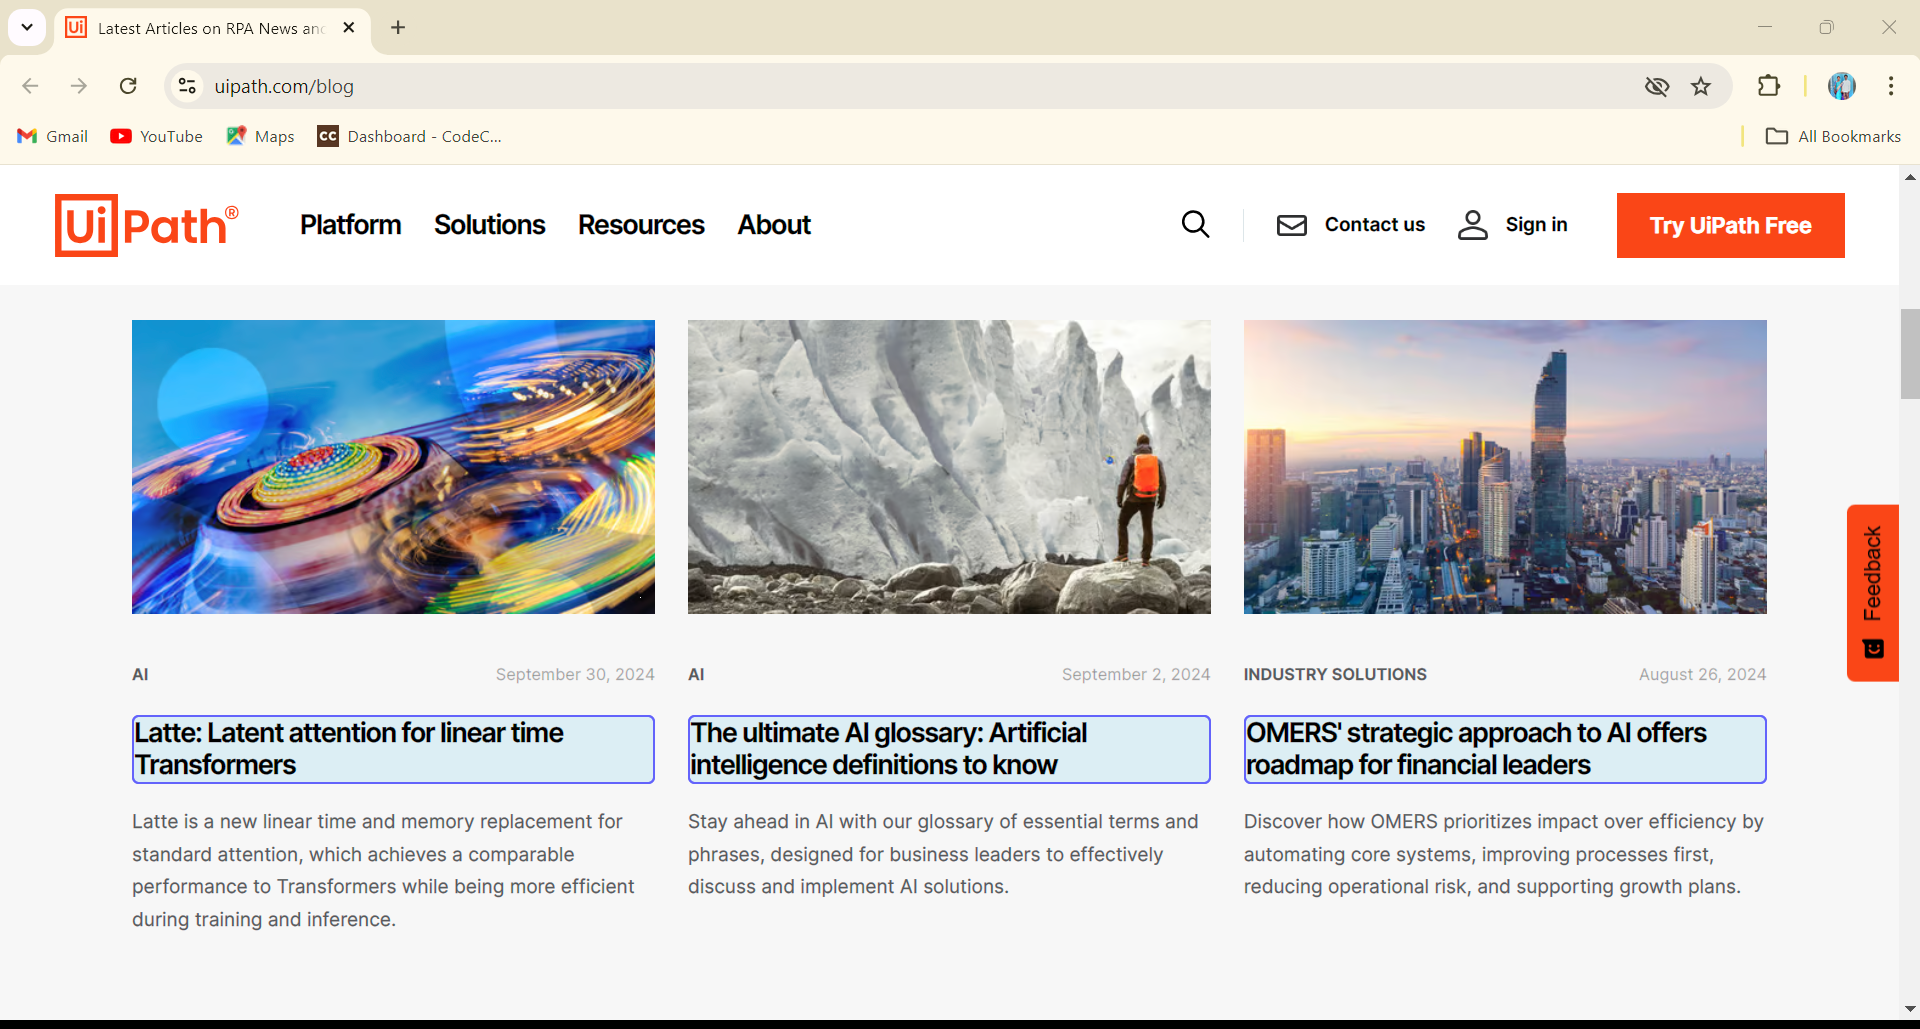 Ui
Latest Articles on RPA News an
uipath.com/blog
Gmail
YouTube
Maps
CC
Dashboard - CodeC...
All Bookmarks
UiPath®
Platform
Solutions
Resources
About
Contact us
Sign in
Try UiPath Free
AI
September 30, 2024
Latte: Latent attention for linear time
Transformers
Latte is a new linear time and memory replacement for
standard attention, which achieves a comparable
performance to Transformers while being more efficient
during training and inference.
AI
September 2, 2024
The ultimate AI glossary: Artificial
intelligence definitions to know
Stay ahead in AI with our glossary of essential terms and
phrases, designed for business leaders to effectively
discuss and implement AI solutions.
INDUSTRY SOLUTIONS
August 26, 2024
OMERS' strategic approach to AI offers
roadmap for financial leaders
Discover how OMERS prioritizes impact over efficiency by
automating core systems, improving processes first,
reducing operational risk, and supporting growth plans.
Feedback